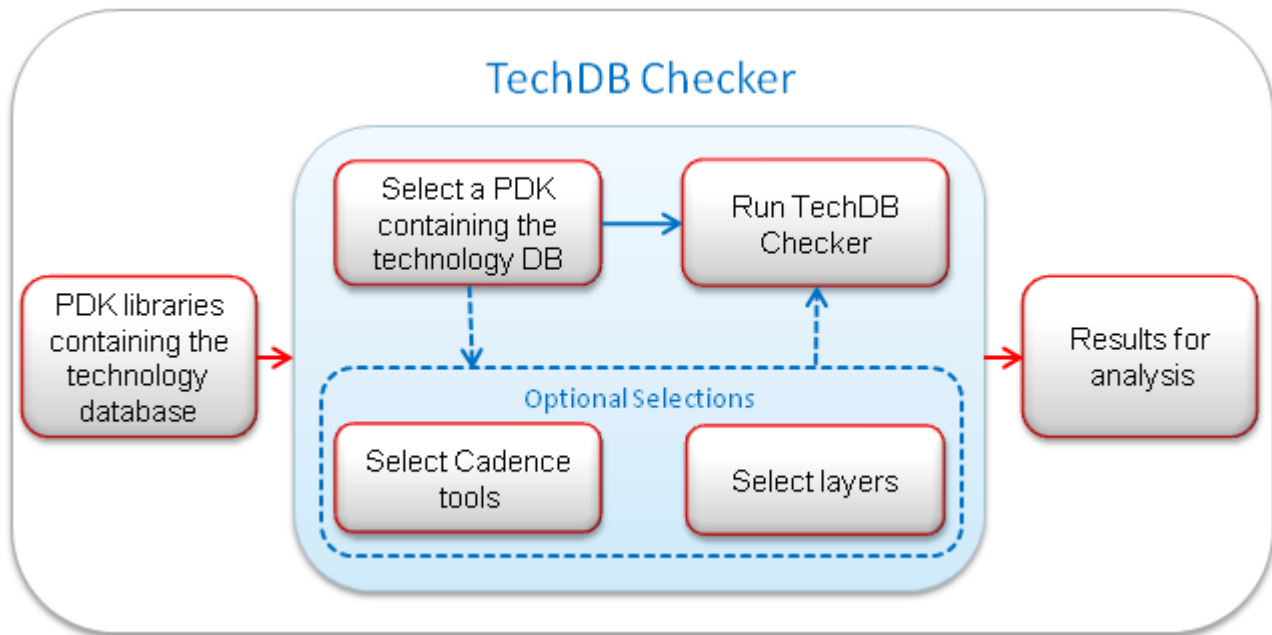 TechDB Checker
PDK libraries
containing the
technology
database
Select a PDK
containing the
technology DB
Run TechDB
Checker
Optional Selections
Select Cadence
tools
Select layers
Results for
analysis